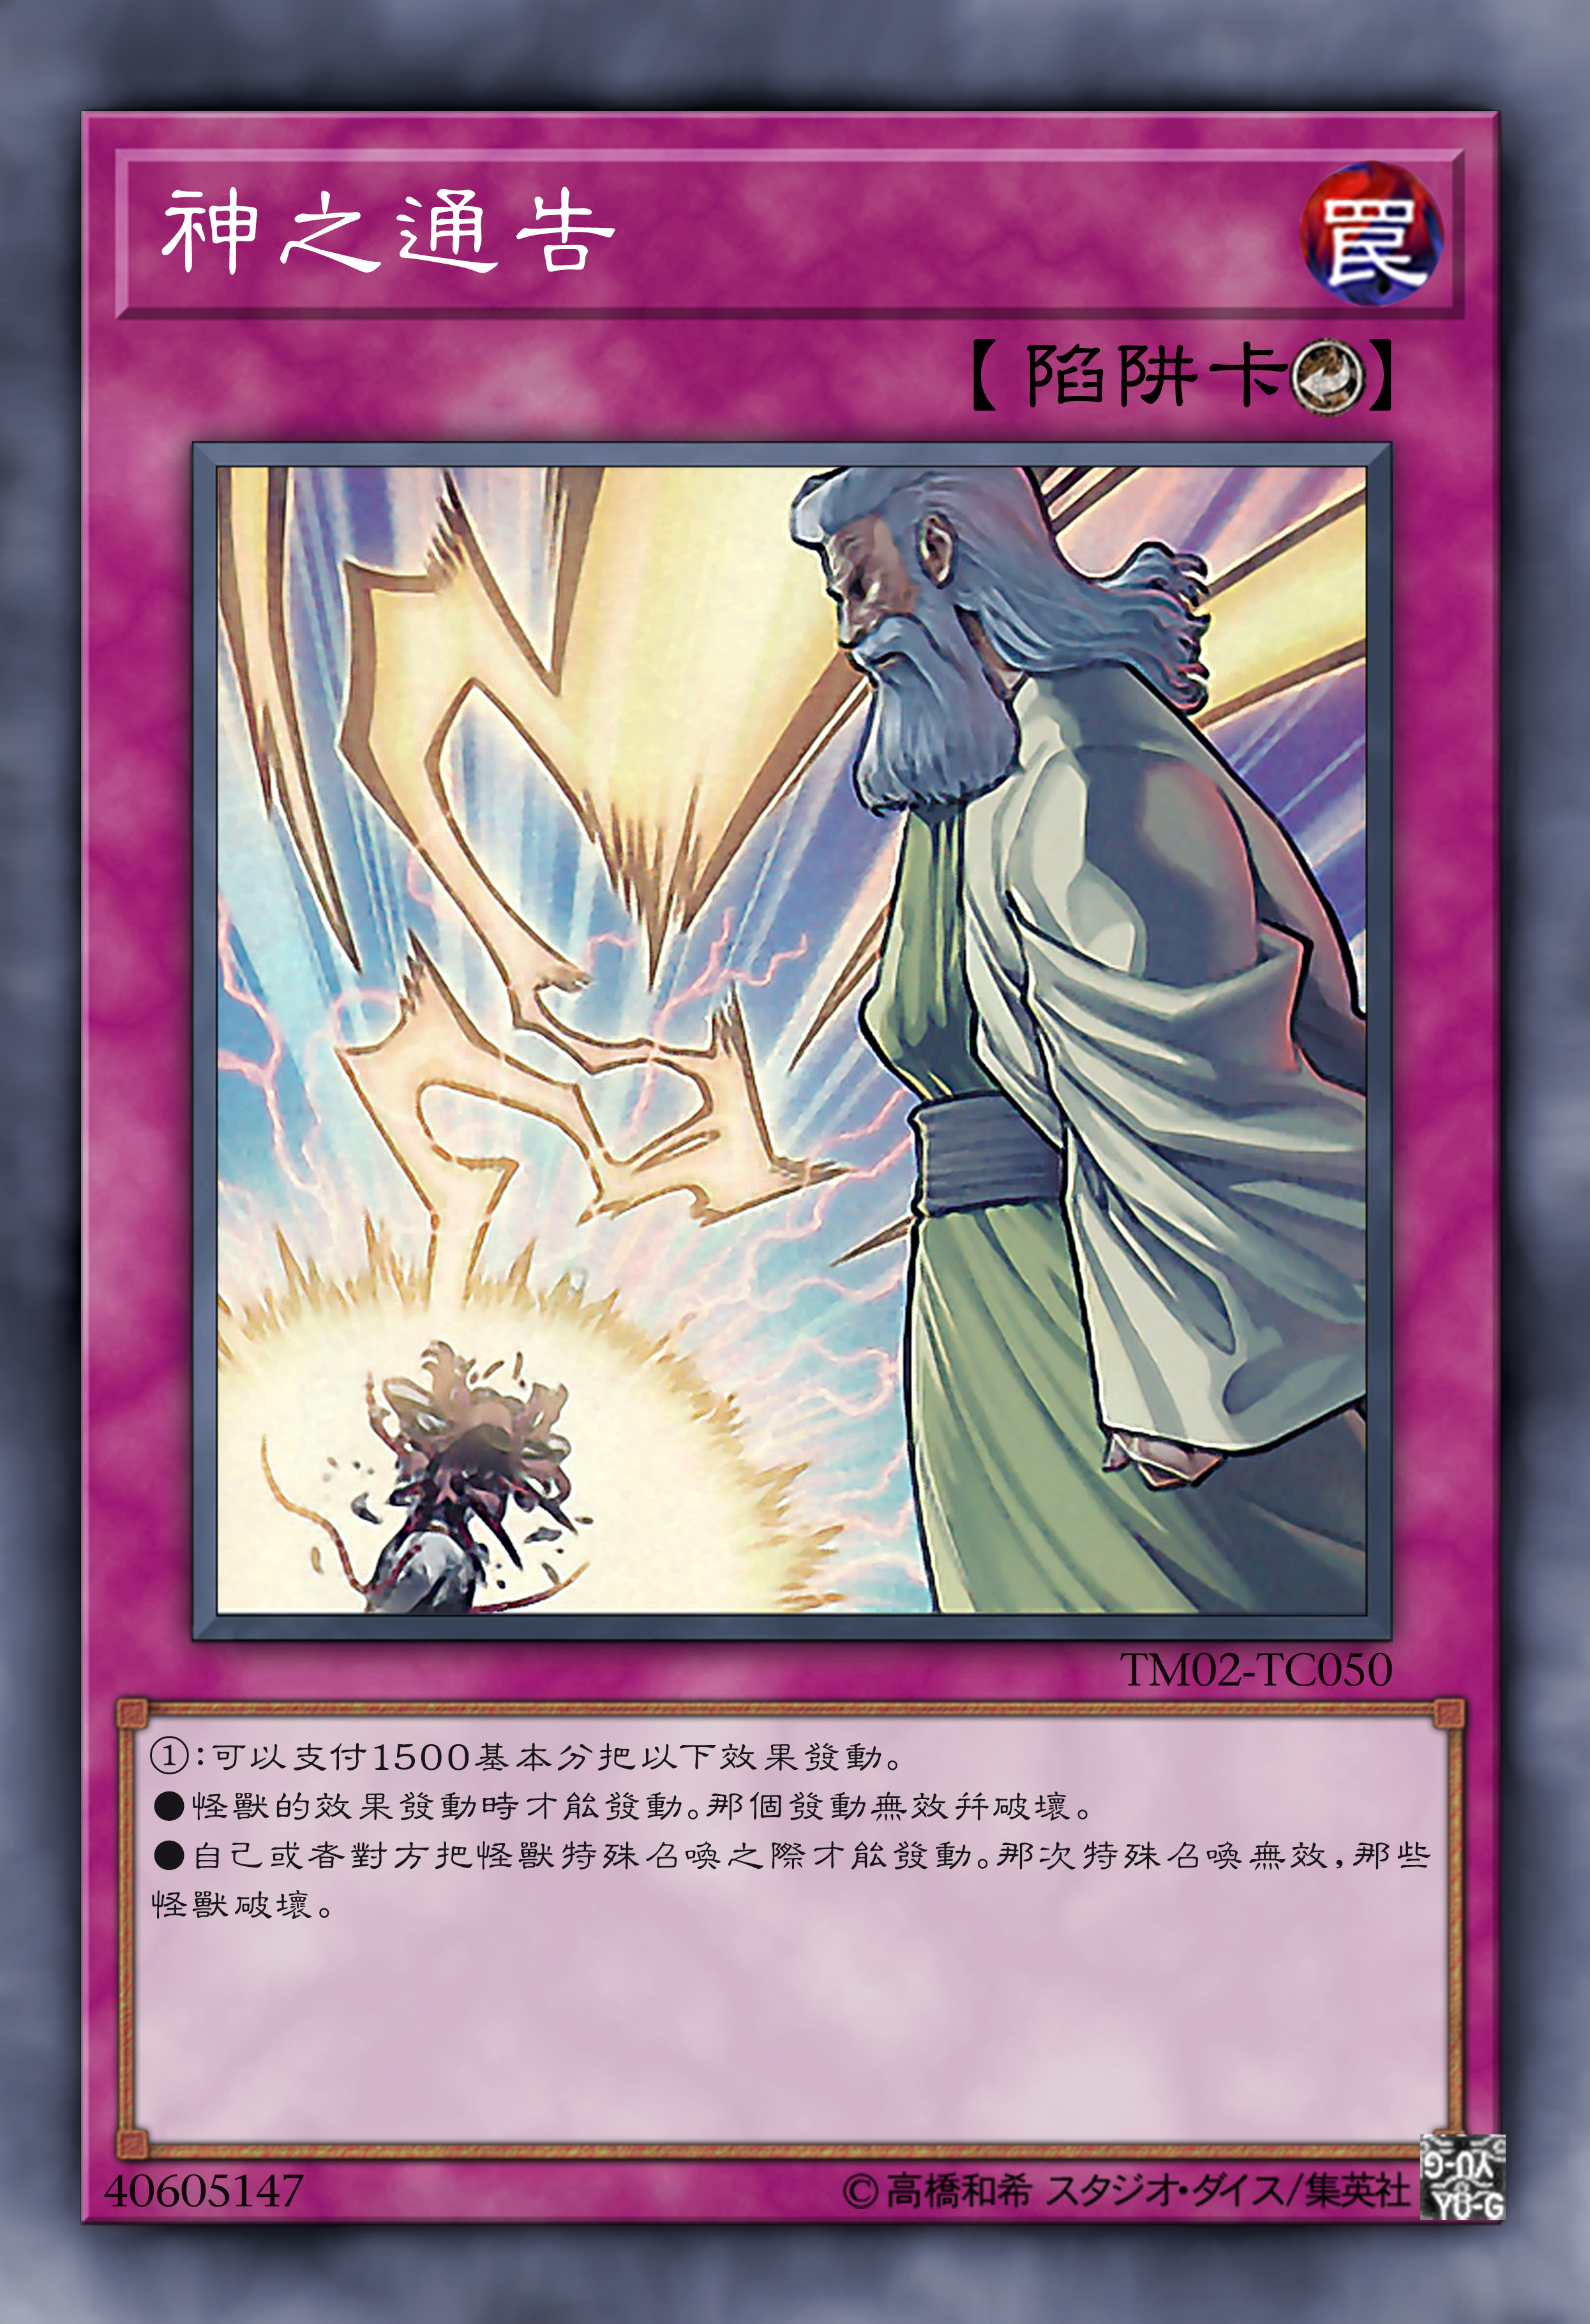 神之通告
罠
【陷阱卡】
TM02-TC050
①:可以支付1500基本分把以下效果發動。
●怪獸的效果發動時才能發動。那個發動無效并破壞。
●自己或者對方把怪獸特殊召喚之際才能發動。那次特殊召喚無效,那些
怪獸破壞。
40605147
©高橋和希 スタジオ・ダイス/集英社
YU-G
YU-G